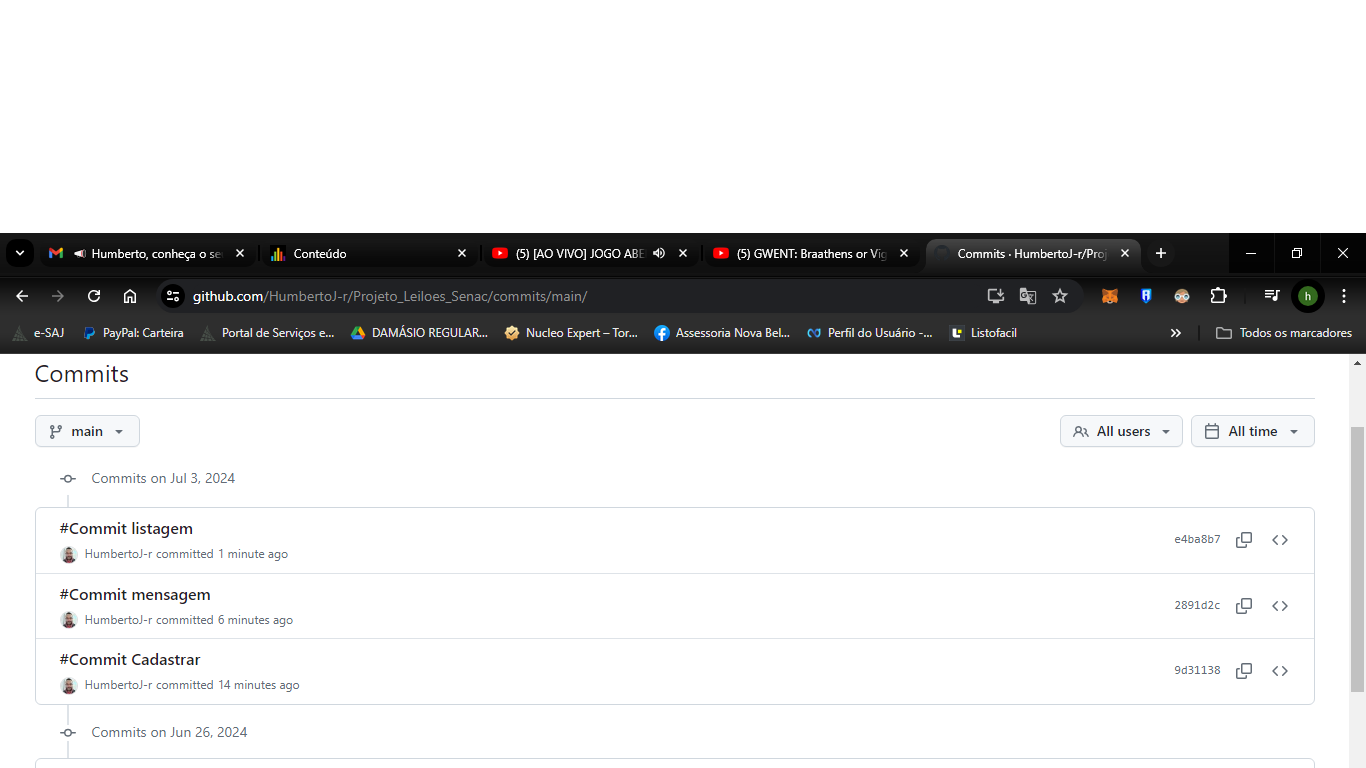 Humberto, conheça o se
Conteúdo
(5) [AO VIVO] JOGO ABE
(5) GWENT: Braathens or Vig
Commits · HumbertoJ-r/Proj
github.com/HumbertoJ-r/Projeto_Leiloes_Senac/commits/main/
h
e-SAJ
PayPal: Carteira
Portal de Serviços e...
DAMÁSIO REGULAR...
Nucleo Expert – Tor...
Assessoria Nova Bel...
Perfil do Usuário -...
Listofacil
»
Todos os marcadores
Commits
main
All users
All time
Commits on Jul 3, 2024
#Commit listagem
e4ba8b7
HumbertoJ-r committed 1 minute ago
#Commit mensagem
2891d2c
HumbertoJ-r committed 6 minutes ago
#Commit Cadastrar
9d31138
HumbertoJ-r committed 14 minutes ago
Commits on Jun 26, 2024